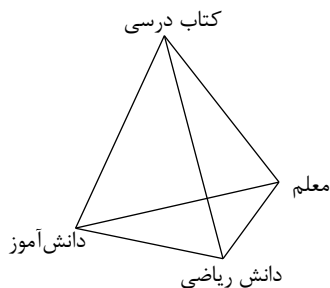 کتاب درسی
معلم
دانش‌آموز
دانش ریاضی